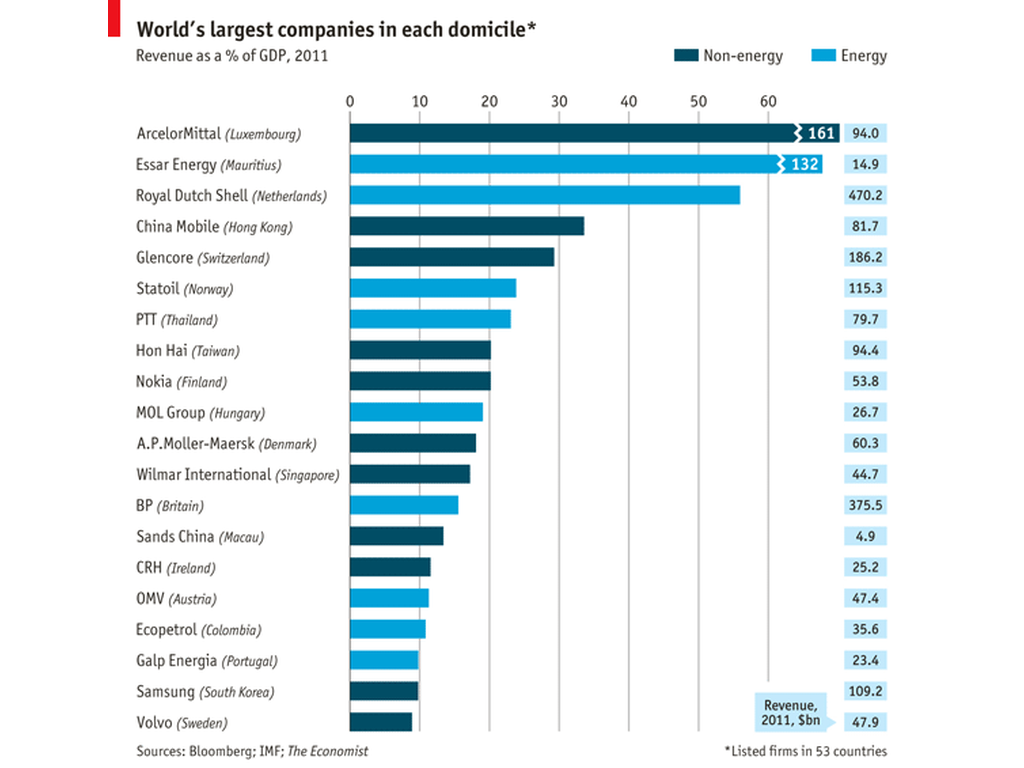 World's largest companies in each domicile*
Revenue as a % of GDP, 2011
Non-energy Energy
0 10 20 30 40 50 60
ArcelorMittal (Luxembourg) 161 94.0
Essar Energy (Mauritius) 132 14.9
Royal Dutch Shell (Netherlands) 470.2
China Mobile (Hong Kong) 81.7
Glencore (Switzerland) 186.2
Statoil (Norway) 115.3
PTT (Thailand) 79.7
Hon Hai (Taiwan) 94.4
Nokia (Finland) 53.8
MOL Group (Hungary) 26.7
A.P.Moller-Maersk (Denmark) 60.3
Wilmar International (Singapore) 44.7
BP (Britain) 375.5
Sands China (Macau) 4.9
CRH (Ireland) 25.2
OMV (Austria) 47.4
Ecopetrol (Colombia) 35.6
Galp Energia (Portugal) 23.4
Samsung (South Korea) 109.2
Volvo (Sweden) 47.9
Revenue,
2011, $bn
Sources: Bloomberg; IMF; The Economist
*Listed firms in 53 countries